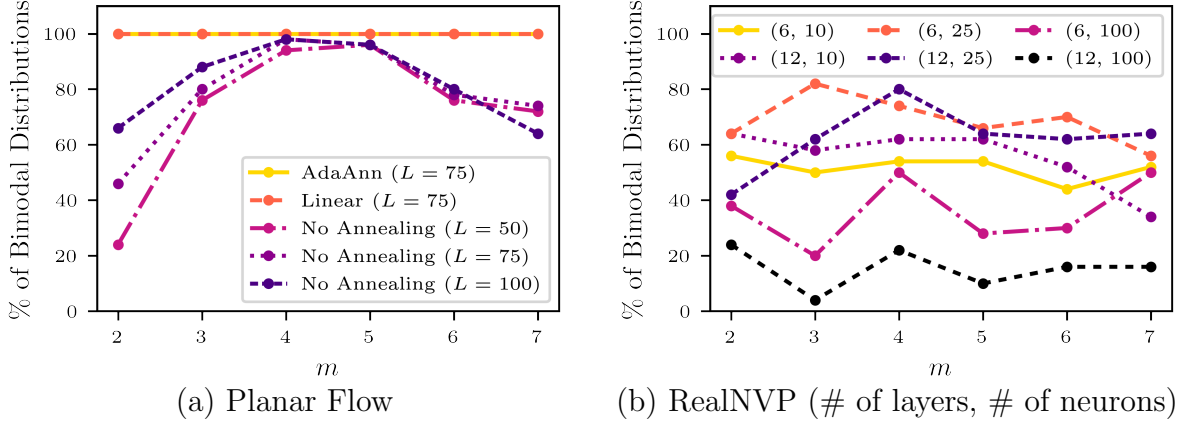 % of Bimodal Distributions
100
80
60
40
20
0
2 3 4 5 6 7
m
AdaAnn (L = 75)
Linear (L = 75)
No Annealing (L = 50)
No Annealing (L = 75)
No Annealing (L = 100)
(a) Planar Flow
% of Bimodal Distributions
100
80
60
40
20
0
2 3 4 5 6 7
m
(6, 10) (6, 25) (6, 100)
(12, 10) (12, 25) (12, 100)
(b) RealNVP (# of layers, # of neurons)